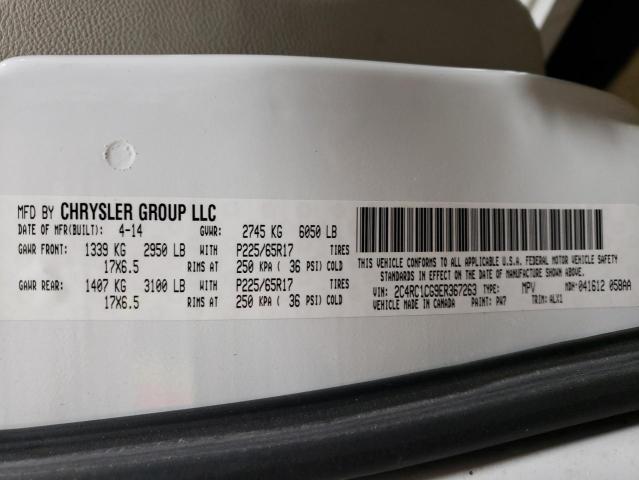 MFD BY CHRYSLER GROUP LLC
DATE OF MFR(BUILT): 4-14 GVWR: 2745 KG 6050 LB
GAWR FRONT: 1339 KG 2950 LB WITH P225/65R17 TIRES
17X6.5 RIMS AT 250 KPA ( 36 PSI) COLD
GAWR REAR: 1407 KG 3100 LB WITH P225/65R17 TIRES
17X6.5 RIMS AT 250 KPA ( 36 PSI) COLD
THIS VEHICLE CONFORMS TO ALL APPLICABLE U.S.A. FEDERAL MOTOR VEHICLE SAFETY
STANDARDS IN EFFECT ON THE DATE OF MANUFACTURE SHOWN ABOVE.
VIN: 2C4RC1CG9ER367263 TYPE: MPV MDH: 041612 058AA
VEHICLE MADE IN CANADA PAINT: PW7 TRIM: ALX1